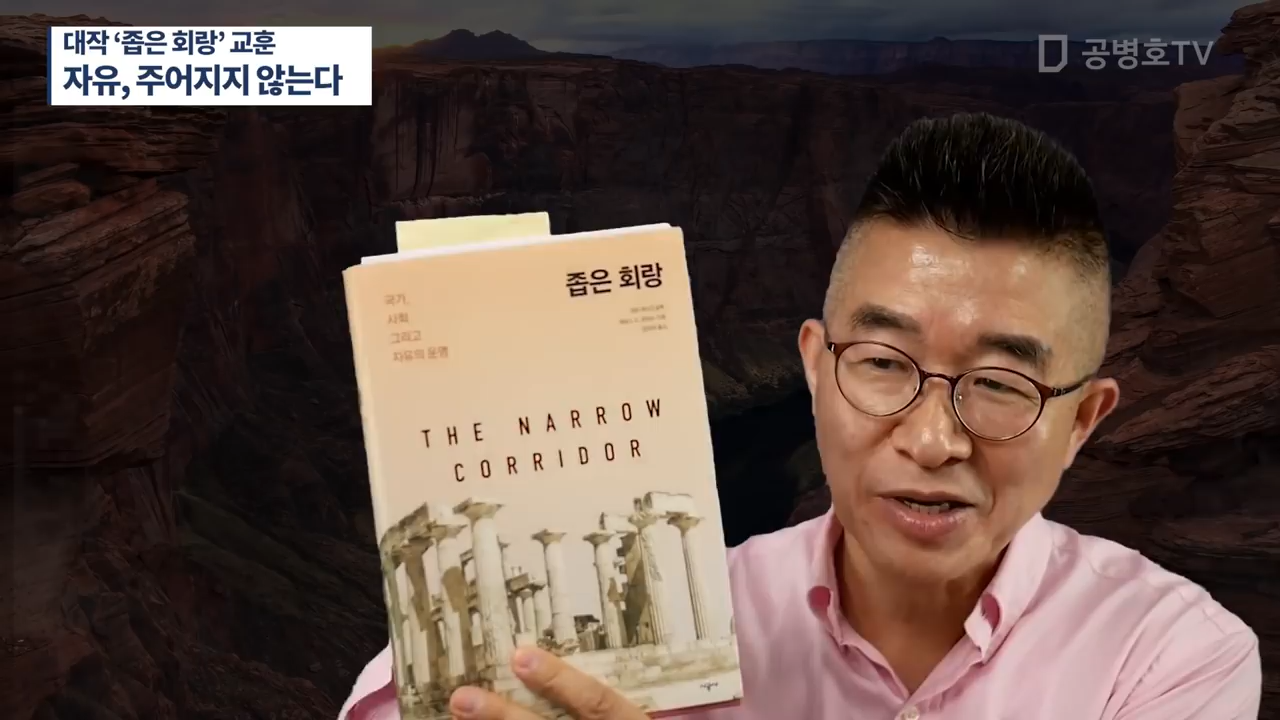 대작 ‘좁은 회랑’ 교훈
자유, 주어지지 않는다
공병호TV
좁은 회랑
국가,
사회
그리고
자유의 운명
THE NARROW
CORRIDOR